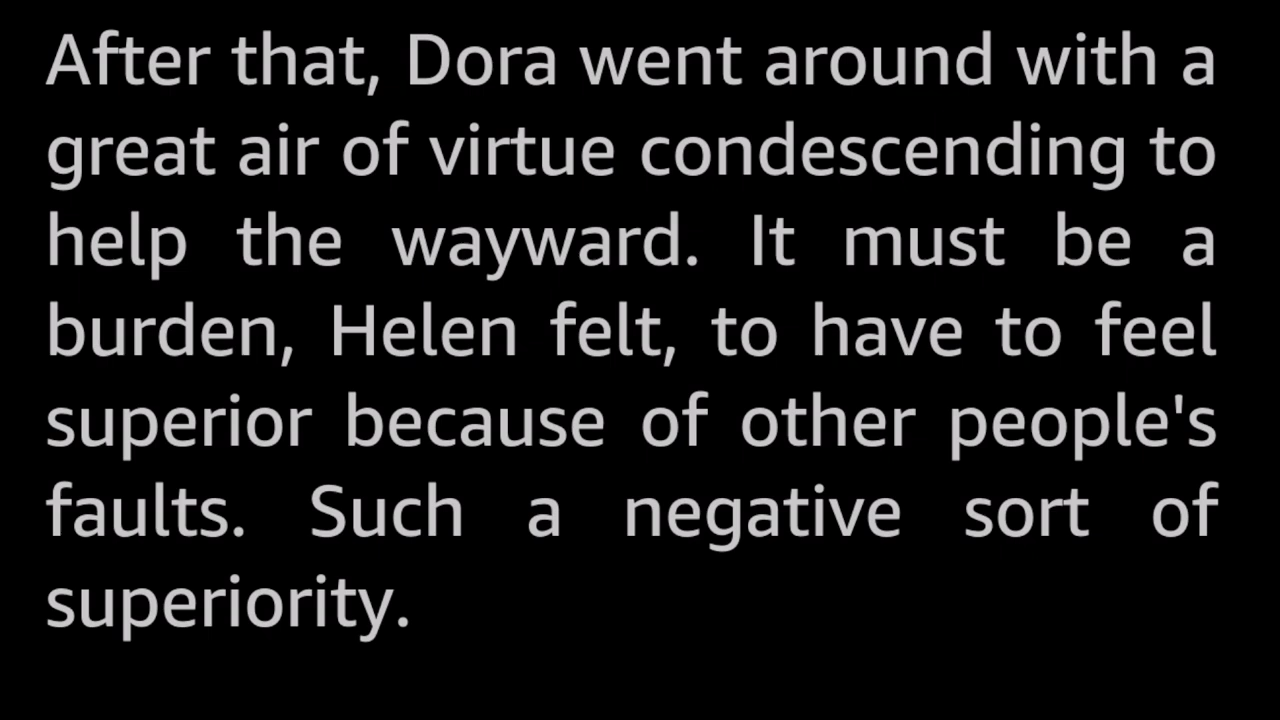 After that, Dora went around with a
great air of virtue condescending to
help the wayward. It must be a
burden, Helen felt, to have to feel
superior because of other people's
faults. Such a negative sort of
superiority.